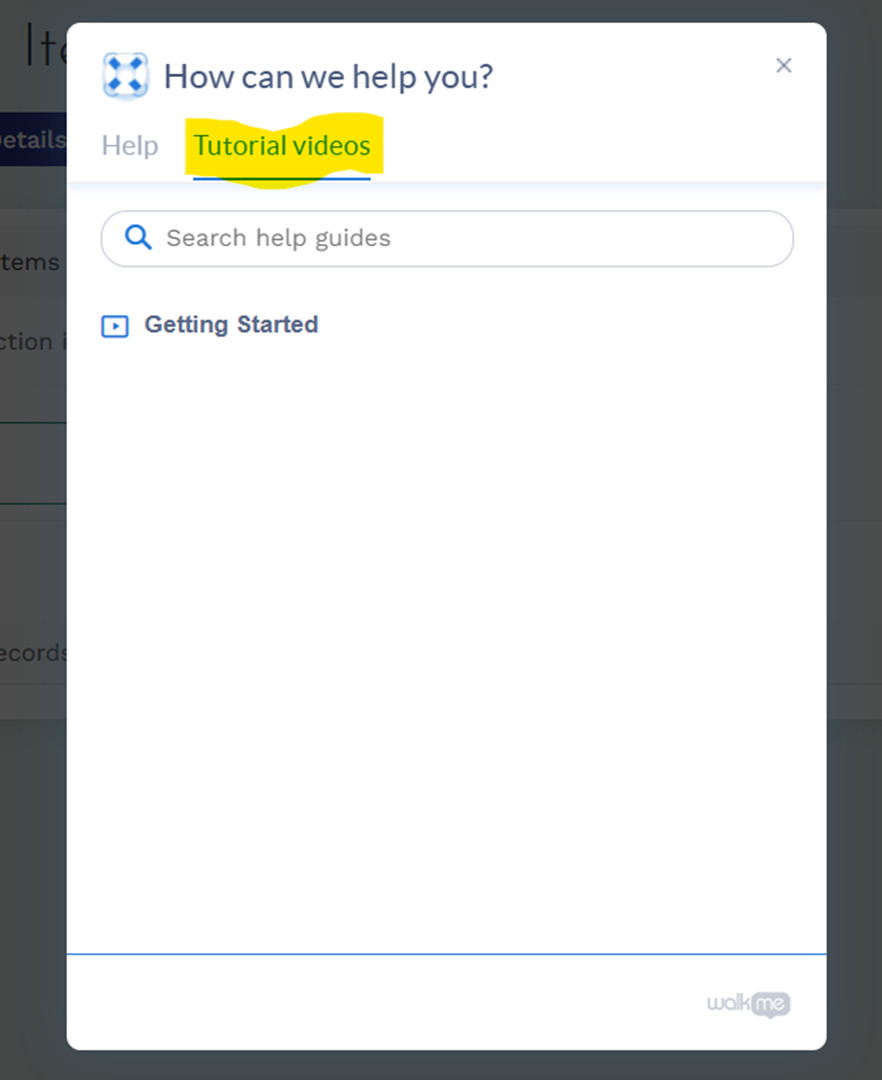 How can we help you?
Help Tutorial videos
Search help guides
Getting Started
walkme